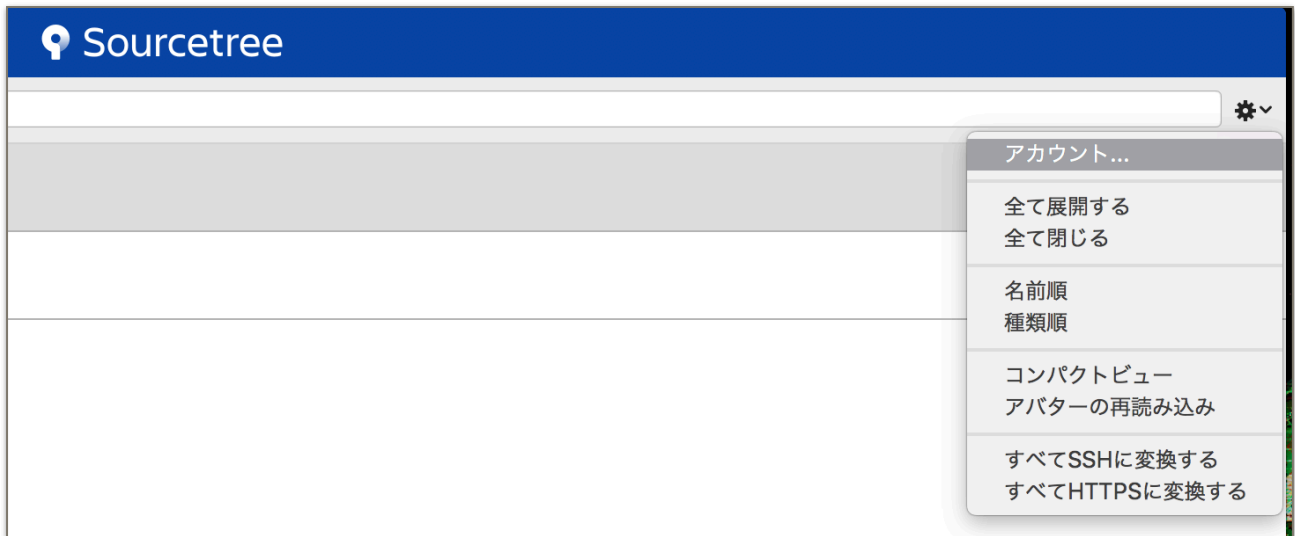 Sourcetree
アカウント...
全て展開する
全て閉じる
名前順
種類順
コンパクトビュー
アバターの再読み込み
すべてSSHに変換する
すべてHTTPSに変換する